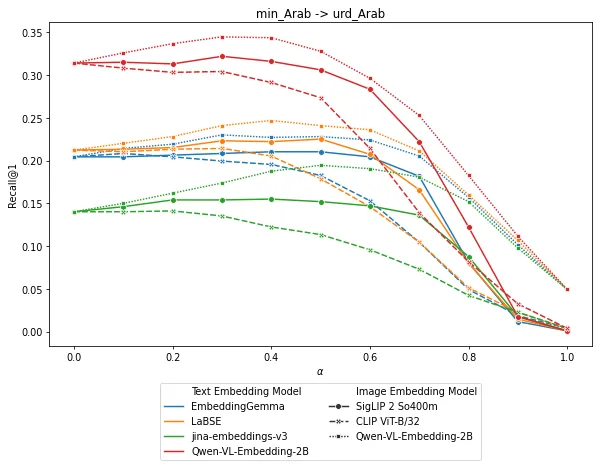 min_Arab -> urd_Arab
Recall@1
0.35
0.30
0.25
0.20
0.15
0.10
0.05
0.00
0.0 0.2 0.4 0.6 0.8 1.0
α
Text Embedding Model
EmbeddingGemma
LaBSE
jina-embeddings-v3
Qwen-VL-Embedding-2B
Image Embedding Model
SigLIP 2 So400m
CLIP ViT-B/32
Qwen-VL-Embedding-2B